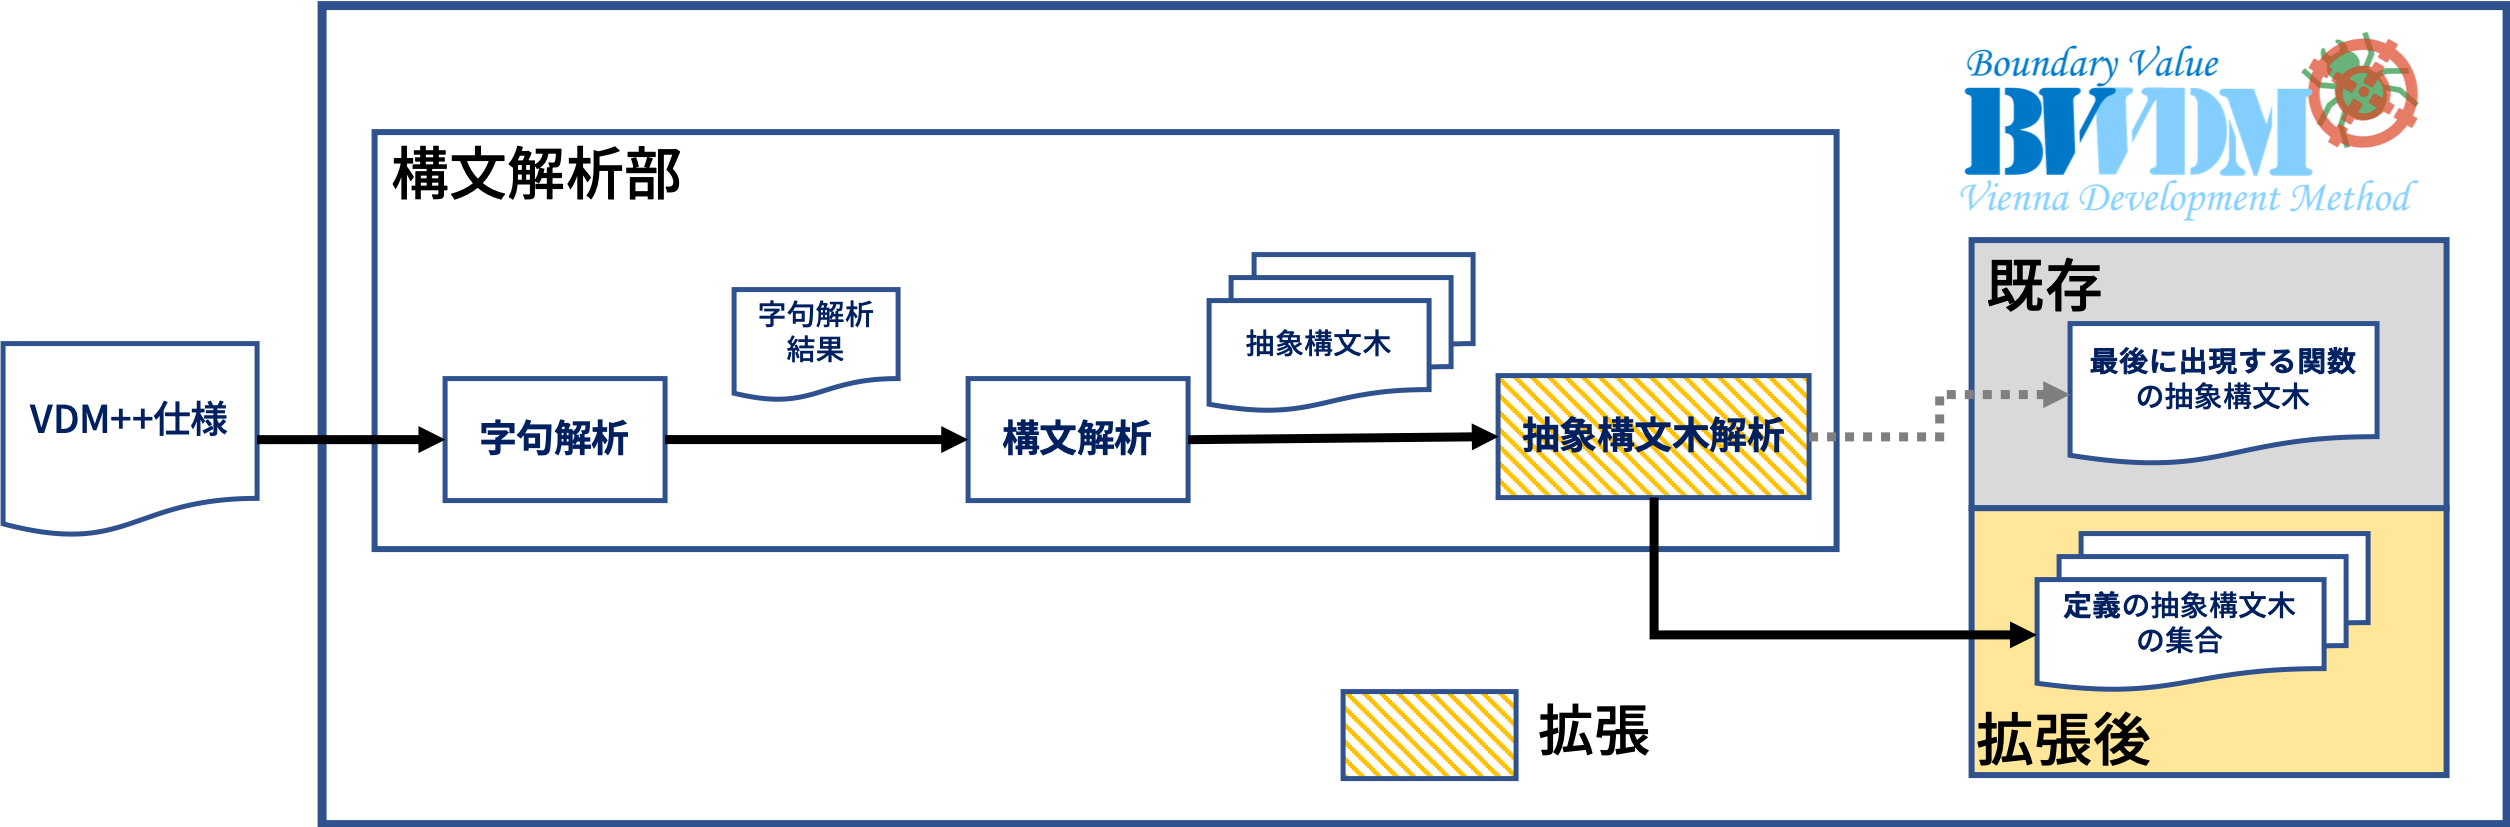 Boundary Value
BVDM
Vienna Development Method
構文解析部
既存
字句解析
結果
抽象構文木
最後に出現する関数
の抽象構文木
VDM++仕様
字句解析
構文解析
抽象構文木解析
定義の抽象構文木
の集合
拡張
拡張後